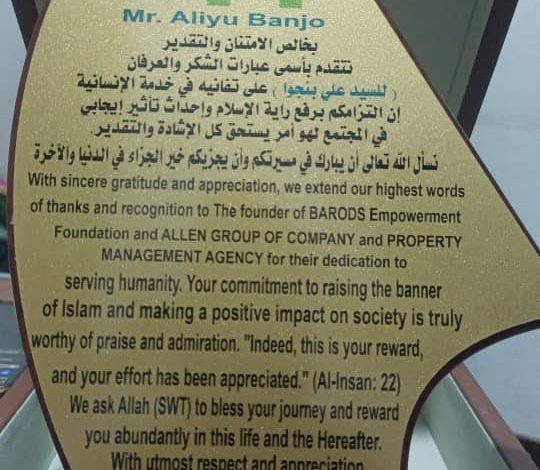 Mr. Aliyu Banjo
بخالص الامتنان والتقدير
نتقدم بأسمى عبارات الشكر والعرفان
( للسيد علي بنجوا ) على تفانيه في خدمة الإنسانية
إن التزامكم برفع راية الإسلام وإحداث تأثير إيجابي
في المجتمع لهو أمر يستحق كل الإشادة والتقدير.
نسأل الله تعالى أن يبارك في مسيرتكم وأن يجزيكم خير الجزاء في الدنيا والآخرة
With sincere gratitude and appreciation, we extend our highest words
of thanks and recognition to The founder of BARODS Empowerment
Foundation and ALLEN GROUP OF COMPANY and PROPERTY
MANAGEMENT AGENCY for their dedication to
serving humanity. Your commitment to raising the banner
of Islam and making a positive impact on society is truly
worthy of praise and admiration. "Indeed, this is your reward,
and your effort has been appreciated." (Al-Insan: 22)
We ask Allah (SWT) to bless your journey and reward
you abundantly in this life and the Hereafter.
With utmost respect and appreciation